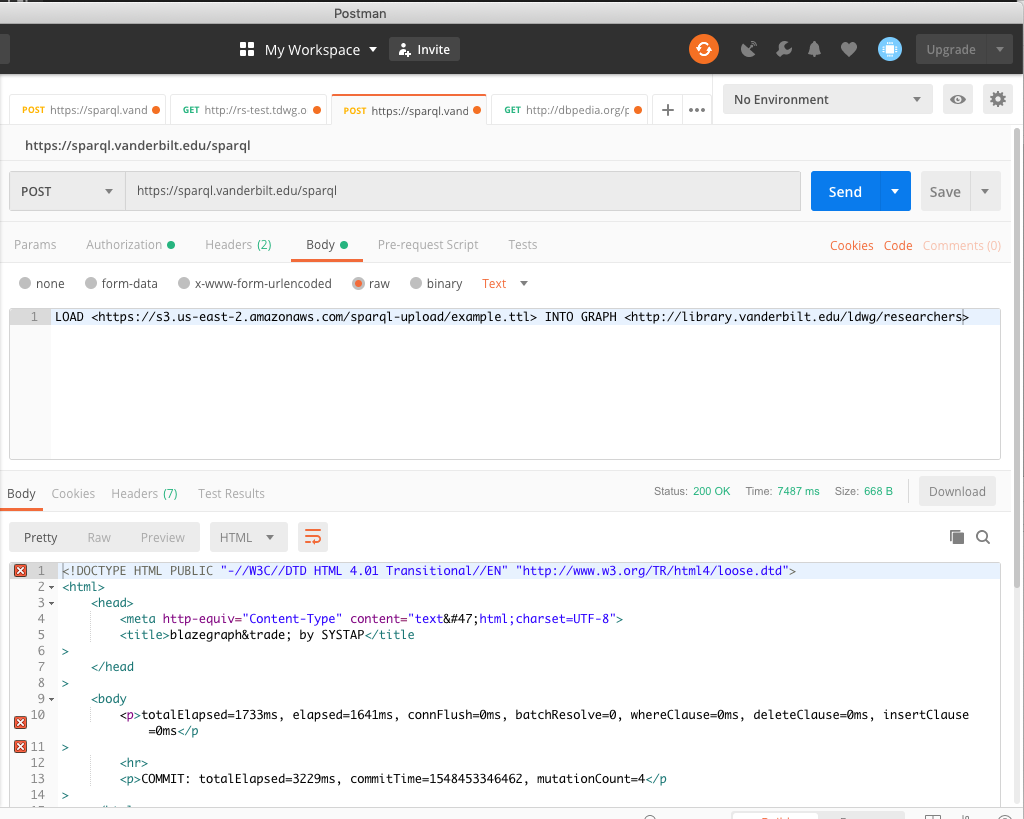 Postman
My Workspace
Invite
Upgrade
POST https://sparql.vand
GET http://rs-test.tdwg.o
POST https://sparql.vand
GET http://dbpedia.org/p
No Environment
https://sparql.vanderbilt.edu/sparql
POST
https://sparql.vanderbilt.edu/sparql
Send
Save
Params
Authorization
Headers (2)
Body
Pre-request Script
Tests
Cookies
Code
Comments (0)
none
form-data
x-www-form-urlencoded
raw
binary
Text
1 LOAD <https://s3.us-east-2.amazonaws.com/sparql-upload/example.ttl> INTO GRAPH <http://library.vanderbilt.edu/ldwg/researchers>
Body
Cookies
Headers (7)
Test Results
Status: 200 OK
Time: 7487 ms
Size: 668 B
Download
Pretty
Raw
Preview
HTML
1 <!DOCTYPE HTML PUBLIC "-//W3C//DTD HTML 4.01 Transitional//EN" "http://www.w3.org/TR/html4/loose.dtd">
2 <html>
3 <head>
4 <meta http-equiv="Content-Type" content="text&#47;html;charset=UTF-8">
5 <title>blazegraph&trade; by SYSTAP</title
6 >
7 </head
8 >
9 <body
10 <p>totalElapsed=1733ms, elapsed=1641ms, connFlush=0ms, batchResolve=0, whereClause=0ms, deleteClause=0ms, insertClause
=0ms</p
11 >
12 <hr>
13 <p>COMMIT: totalElapsed=3229ms, commitTime=1548453346462, mutationCount=4</p
14 >